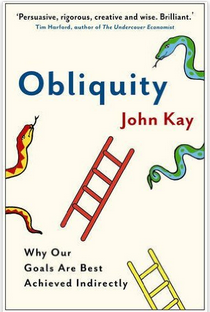 'Persuasive, rigorous, creative and wise. Brilliant.'
Tim Harford, author of The Undercover Economist
Obliquity
John Kay
Why Our
Goals Are Best
Achieved Indirectly